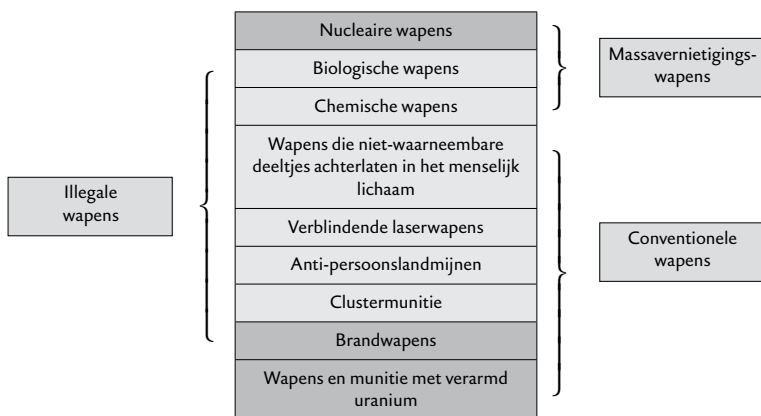 Nucleaire wapens
Biologische wapens
Chemische wapens
Wapens die niet-waarneembare
deeltjes achterlaten in het menselijk
lichaam
Verblindende laserwapens
Anti-persoonslandmijnen
Clustermunitie
Brandwapens
Wapens en munitie met verarmd
uranium
Illegale
wapens
Massavernietigings-
wapens
Conventionele
wapens